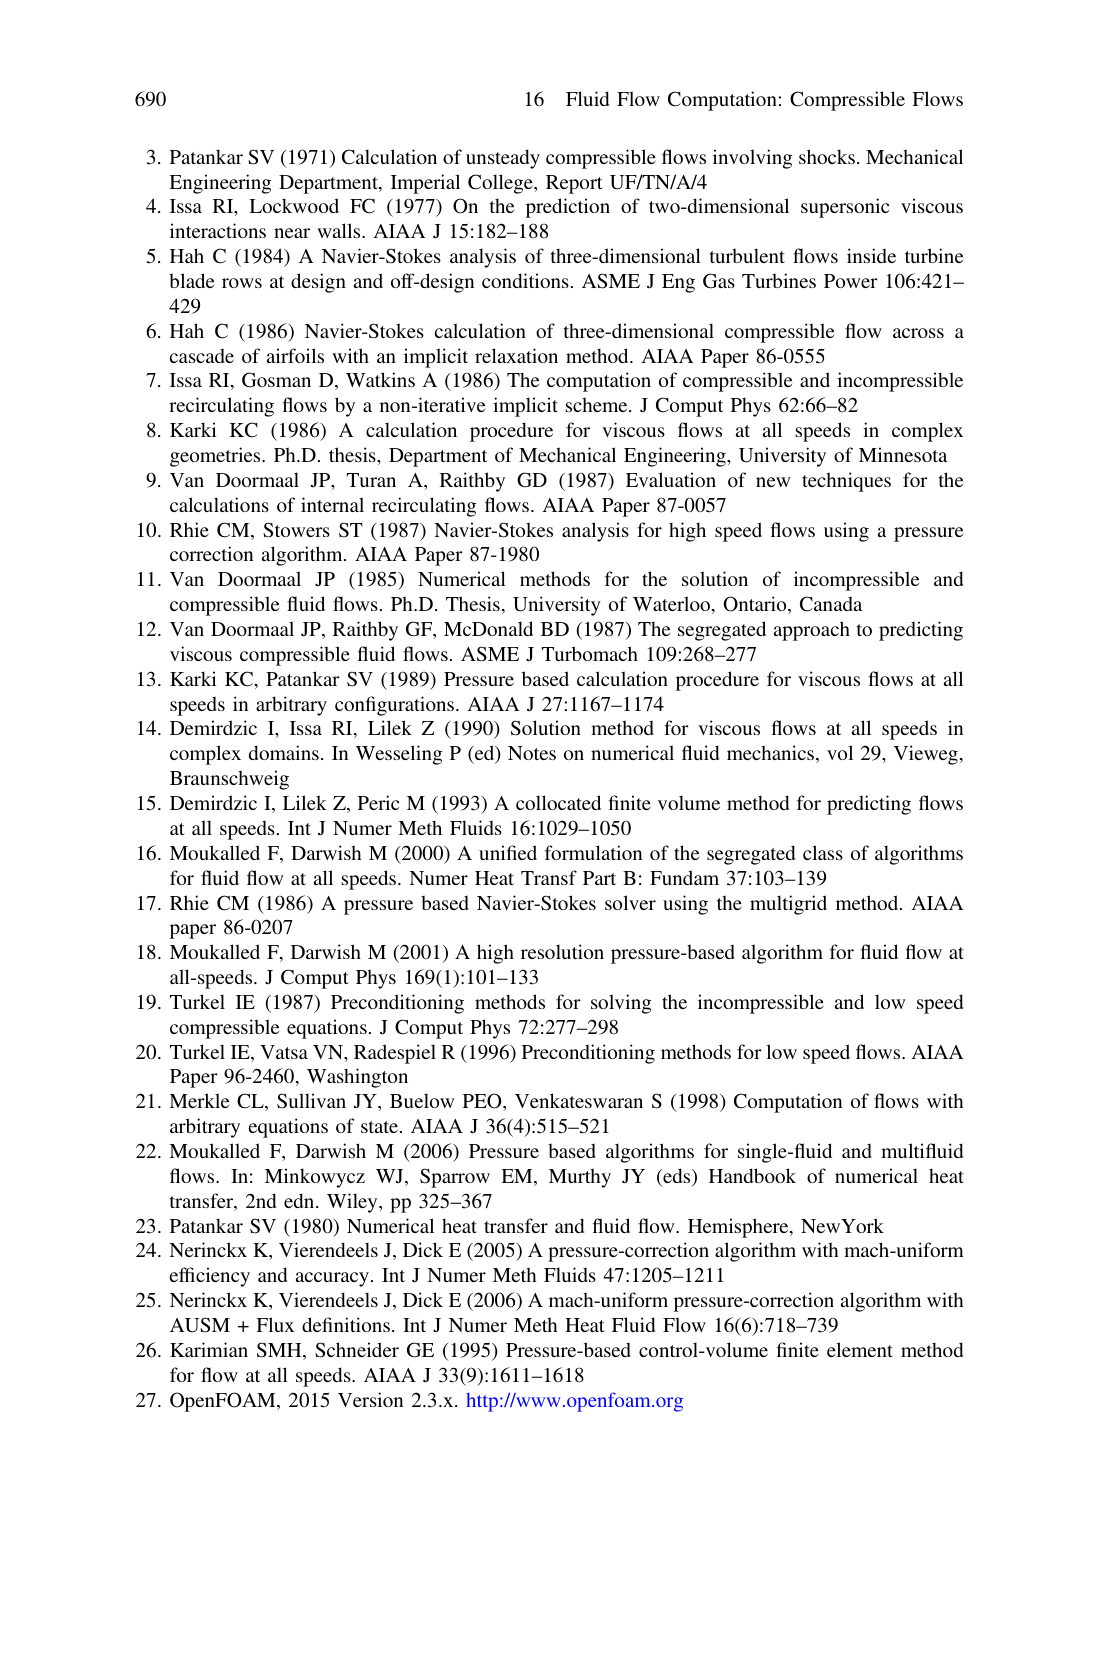 690
16 Fluid Flow Computation: Compressible Flows
3. Patankar SV (1971) Calculation of unsteady compressible flows involving shocks. Mechanical
Engineering Department, Imperial College, Report UF/TN/A/4
4. Issa RI, Lockwood FC (1977) On the prediction of two-dimensional supersonic viscous
interactions near walls. AIAA J 15:182–188
5. Hah C (1984) A Navier-Stokes analysis of three-dimensional turbulent flows inside turbine
blade rows at design and off-design conditions. ASME J Eng Gas Turbines Power 106:421–
429
6. Hah C (1986) Navier-Stokes calculation of three-dimensional compressible flow across a
cascade of airfoils with an implicit relaxation method. AIAA Paper 86-0555
7. Issa RI, Gosman D, Watkins A (1986) The computation of compressible and incompressible
recirculating flows by a non-iterative implicit scheme. J Comput Phys 62:66–82
8. Karki KC (1986) A calculation procedure for viscous flows at all speeds in complex
geometries. Ph.D. thesis, Department of Mechanical Engineering, University of Minnesota
9. Van Doormaal JP, Turan A, Raithby GD (1987) Evaluation of new techniques for the
calculations of internal recirculating flows. AIAA Paper 87-0057
10. Rhie CM, Stowers ST (1987) Navier-Stokes analysis for high speed flows using a pressure
correction algorithm. AIAA Paper 87-1980
11. Van Doormaal JP (1985) Numerical methods for the solution of incompressible and
compressible fluid flows. Ph.D. Thesis, University of Waterloo, Ontario, Canada
12. Van Doormaal JP, Raithby GF, McDonald BD (1987) The segregated approach to predicting
viscous compressible fluid flows. ASME J Turbomach 109:268–277
13. Karki KC, Patankar SV (1989) Pressure based calculation procedure for viscous flows at all
speeds in arbitrary configurations. AIAA J 27:1167–1174
14. Demirdzic I, Issa RI, Lilek Z (1990) Solution method for viscous flows at all speeds in
complex domains. In Wesseling P (ed) Notes on numerical fluid mechanics, vol 29, Vieweg,
Braunschweig
15. Demirdzic I, Lilek Z, Peric M (1993) A collocated finite volume method for predicting flows
at all speeds. Int J Numer Meth Fluids 16:1029–1050
16. Moukalled F, Darwish M (2000) A unified formulation of the segregated class of algorithms
for fluid flow at all speeds. Numer Heat Transf Part B: Fundam 37:103–139
17. Rhie CM (1986) A pressure based Navier-Stokes solver using the multigrid method. AIAA
paper 86-0207
18. Moukalled F, Darwish M (2001) A high resolution pressure-based algorithm for fluid flow at
all-speeds. J Comput Phys 169(1):101–133
19. Turkel IE (1987) Preconditioning methods for solving the incompressible and low speed
compressible equations. J Comput Phys 72:277–298
20. Turkel IE, Vatsa VN, Radespiel R (1996) Preconditioning methods for low speed flows. AIAA
Paper 96-2460, Washington
21. Merkle CL, Sullivan JY, Buelow PEO, Venkateswaran S (1998) Computation of flows with
arbitrary equations of state. AIAA J 36(4):515–521
22. Moukalled F, Darwish M (2006) Pressure based algorithms for single-fluid and multifluid
flows. In: Minkowycz WJ, Sparrow EM, Murthy JY (eds) Handbook of numerical heat
transfer, 2nd edn. Wiley, pp 325–367
23. Patankar SV (1980) Numerical heat transfer and fluid flow. Hemisphere, NewYork
24. Nerinckx K, Vierendeels J, Dick E (2005) A pressure-correction algorithm with mach-uniform
efficiency and accuracy. Int J Numer Meth Fluids 47:1205–1211
25. Nerinckx K, Vierendeels J, Dick E (2006) A mach-uniform pressure-correction algorithm with
AUSM + Flux definitions. Int J Numer Meth Heat Fluid Flow 16(6):718–739
26. Karimian SMH, Schneider GE (1995) Pressure-based control-volume finite element method
for flow at all speeds. AIAA J 33(9):1611–1618
27. OpenFOAM, 2015 Version 2.3.x. http://www.openfoam.org